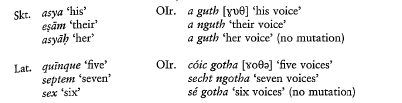 Skt. asya ‘his’ OIr. a guth [ɣuθ] ‘his voice’
eṣām ‘their’ a nguth ‘their voice’
asyāḥ ‘her’ a guth ‘her voice’ (no mutation)
Lat. quīnque ‘five’ OIr. cóic gotha [ɣoθə] ‘five voices’
septem ‘seven’ secht ngotha ‘seven voices’
sex ‘six’ sé gotha ‘six voices’ (no mutation)